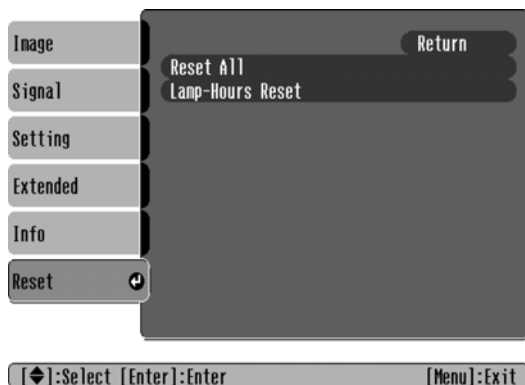 Image
Signal
Setting
Extended
Info
Reset
Return
Reset All
Lamp-Hours Reset
[◆]:Select [Enter]:Enter [Menu]:Exit